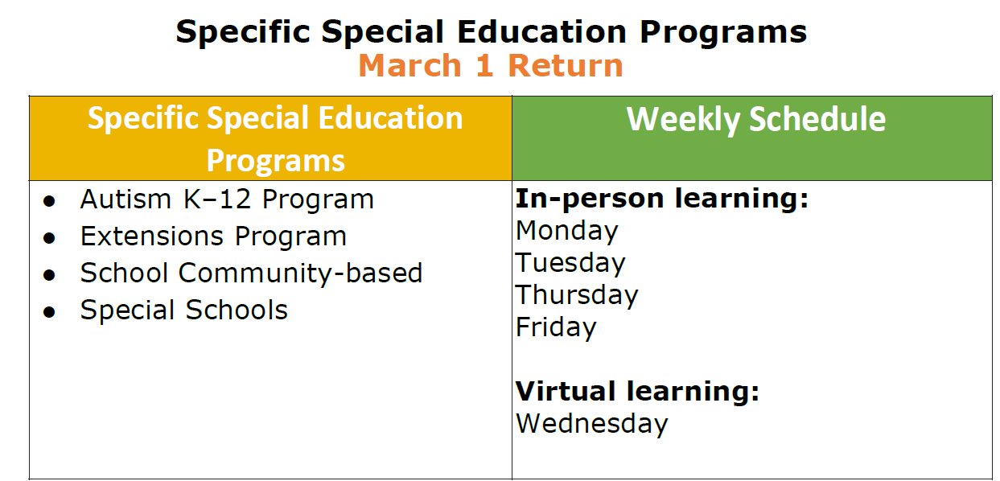 Specific Special Education Programs
March 1 Return
Specific Special Education
Programs
Weekly Schedule
● Autism K–12 Program
● Extensions Program
● School Community-based
● Special Schools
In-person learning:
Monday
Tuesday
Thursday
Friday
Virtual learning:
Wednesday